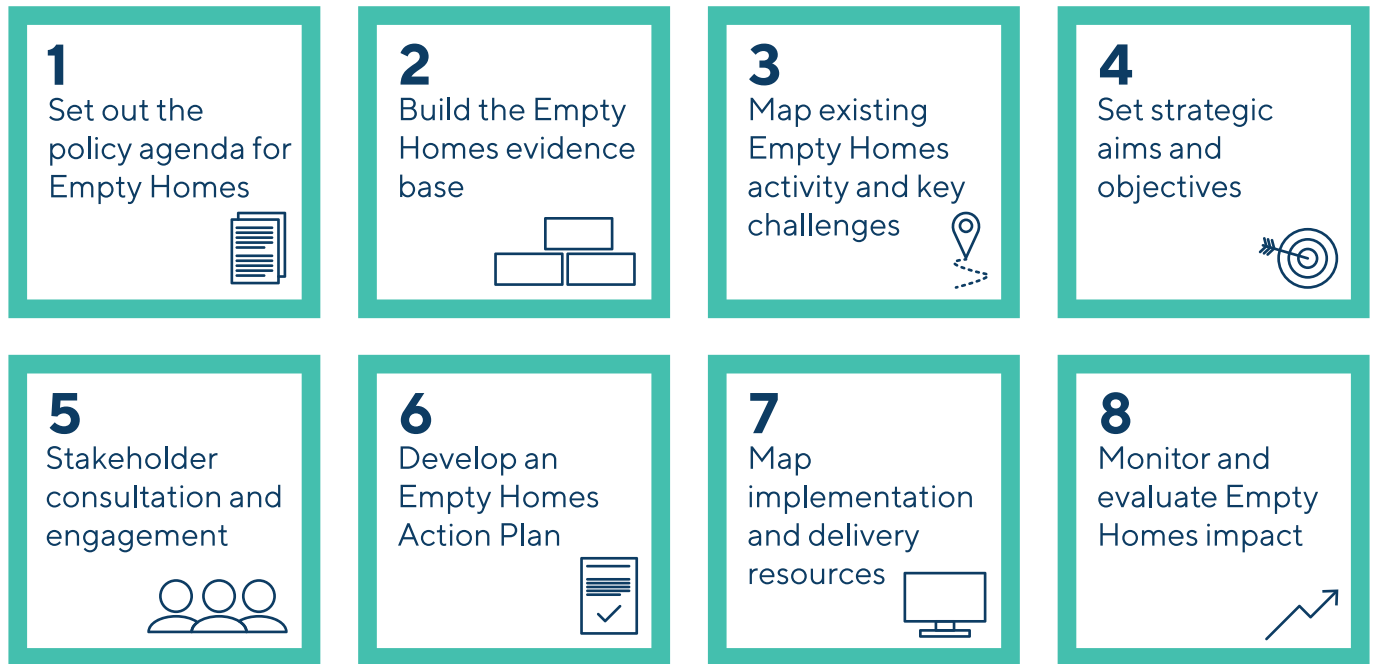 1
Set out the
policy agenda for
Empty Homes
2
Build the Empty
Homes evidence
base
3
Map existing
Empty Homes
activity and key
challenges
4
Set strategic
aims and
objectives
5
Stakeholder
consultation and
engagement
6
Develop an
Empty Homes
Action Plan
7
Map
implementation
and delivery
resources
8
Monitor and
evaluate Empty
Homes impact